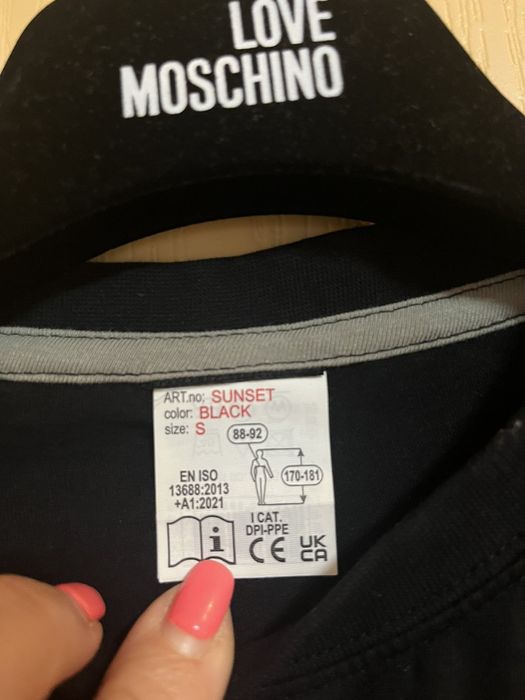 LOVE
MOSCHINO
ART.no: SUNSET
color: BLACK
size: S
88-92
170-181
EN ISO
13688:2013
+A1:2021
i
I CAT.
DPI-PPE
CE
UK
CA